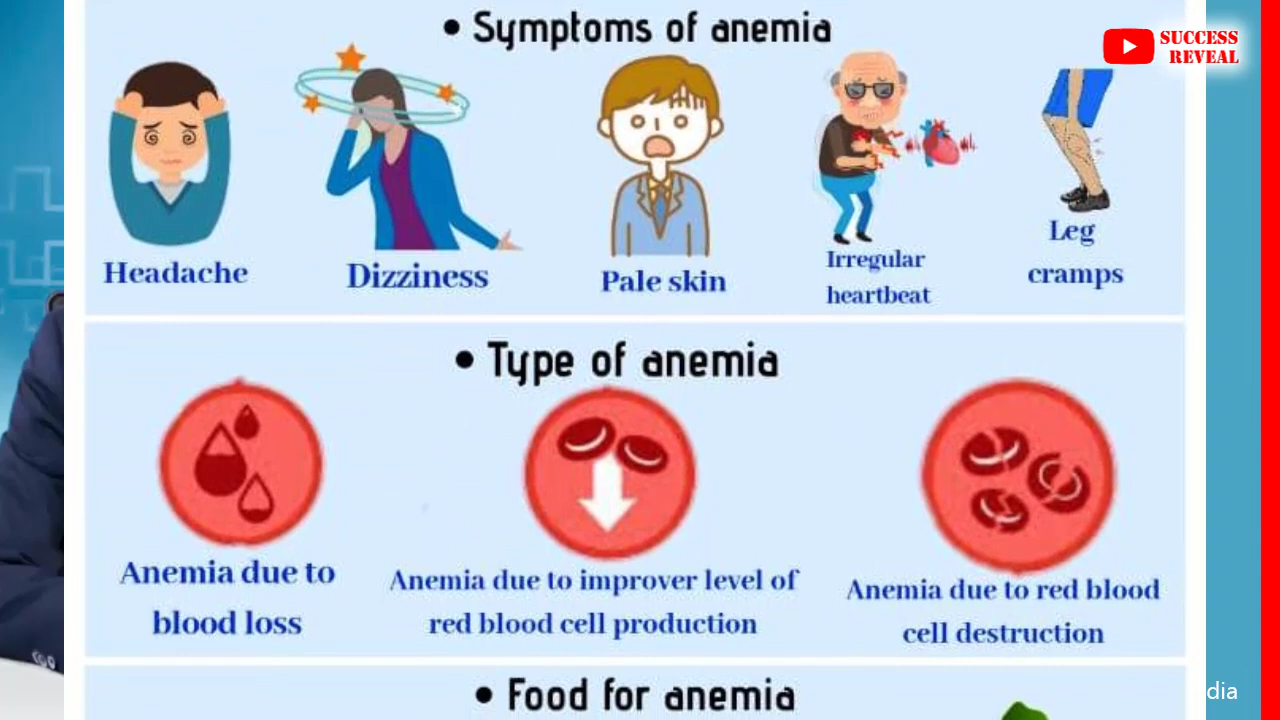 • Symptoms of anemia
SUCCESS
REVEAL
Headache
Dizziness
Pale skin
Irregular
heartbeat
Leg
cramps
• Type of anemia
Anemia due to
blood loss
Anemia due to improver level of
red blood cell production
Anemia due to red blood
cell destruction
• Food for anemia
dia